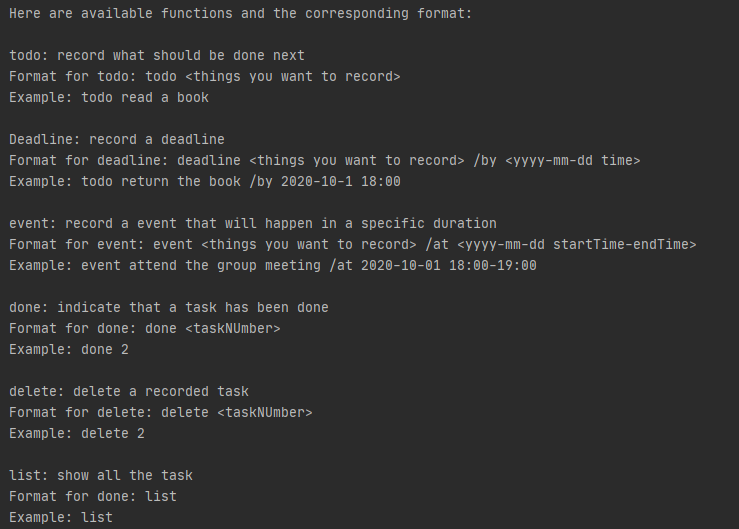 Here are available functions and the corresponding format:
todo: record what should be done next
Format for todo: todo <things you want to record>
Example: todo read a book
Deadline: record a deadline
Format for deadline: deadline <things you want to record> /by <yyyy-mm-dd time>
Example: todo return the book /by 2020-10-1 18:00
event: record a event that will happen in a specific duration
Format for event: event <things you want to record> /at <yyyy-mm-dd startTime-endTime>
Example: event attend the group meeting /at 2020-10-01 18:00-19:00
done: indicate that a task has been done
Format for done: done <taskNUmber>
Example: done 2
delete: delete a recorded task
Format for delete: delete <taskNUmber>
Example: delete 2
list: show all the task
Format for done: list
Example: list